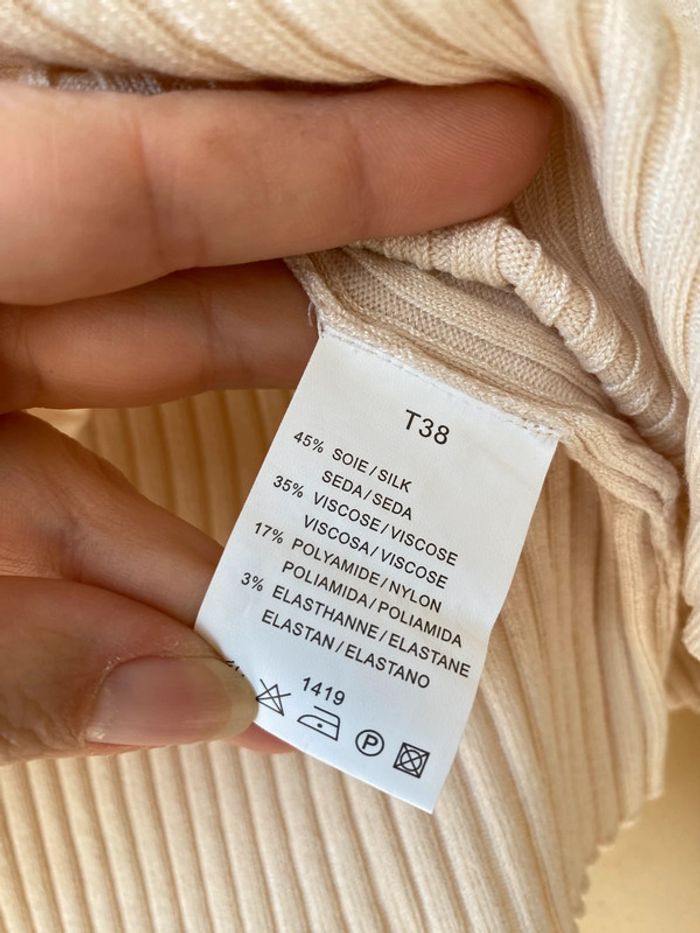 T38
45% SOIE / SILK
SEDA / SEDA
35% VISCOSE / VISCOSE
VISCOSA / VISCOSE
17% POLYAMIDE / NYLON
POLIAMIDA / POLIAMIDA
3% ELASTHANNE / ELASTANE
ELASTAN / ELASTANO
1419
P